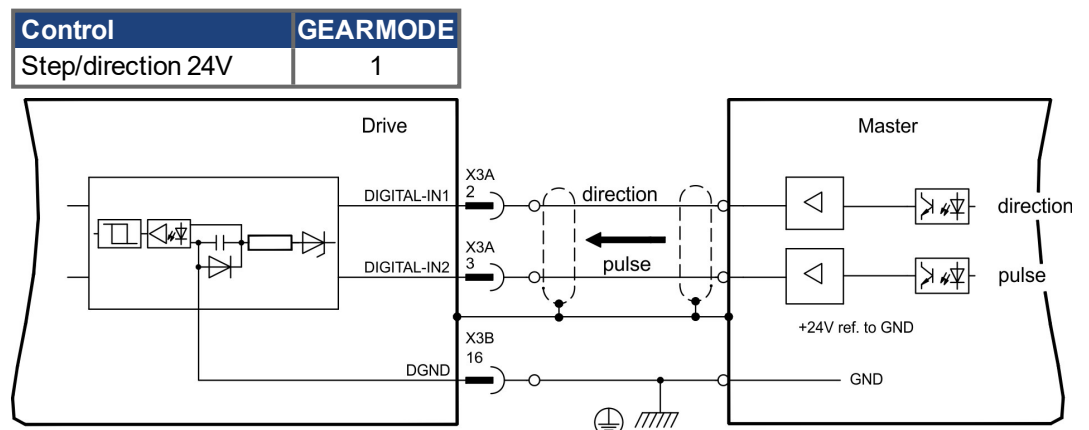 Control GEARMODE
Step/direction 24V 1
Drive Master
X3A
DIGITAL-IN1 2 direction direction
X3A
DIGITAL-IN2 3 pulse pulse
+24V ref. to GND
X3B
16
DGND GND